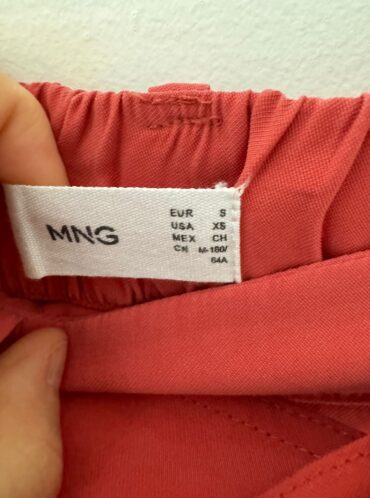 MNG
EUR S
USA XS
MEX CH
CN M-160/
64A